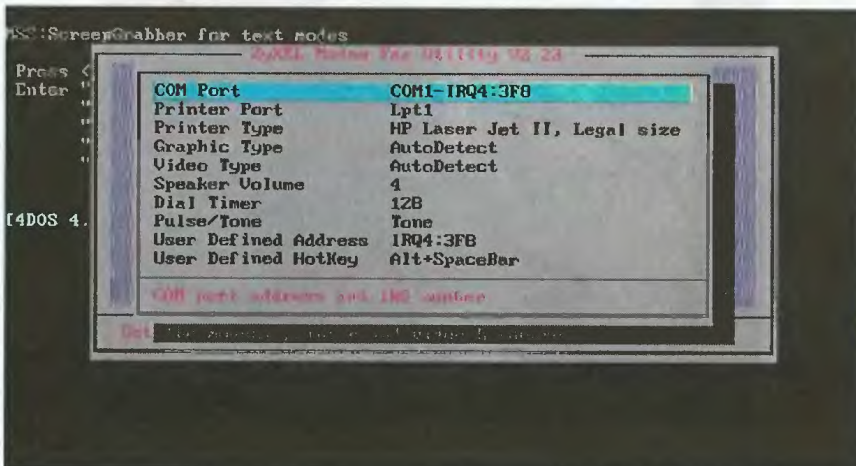 MSC:ScreenGrabber for text modes
ZyXEL Modem Fax Utility V2.2d
Press <
Enter "
"
"
"
COM Port COM1-IRQ4:3F8
Printer Port Lpt1
Printer Type HP Laser Jet II, Legal size
Graphic Type AutoDetect
Video Type AutoDetect
Speaker Volume 4
Dial Timer 128
[4DOS 4.
Pulse/Tone Tone
User Defined Address IRQ4:3F8
User Defined HotKey Alt+SpaceBar
COM port address and IRQ number